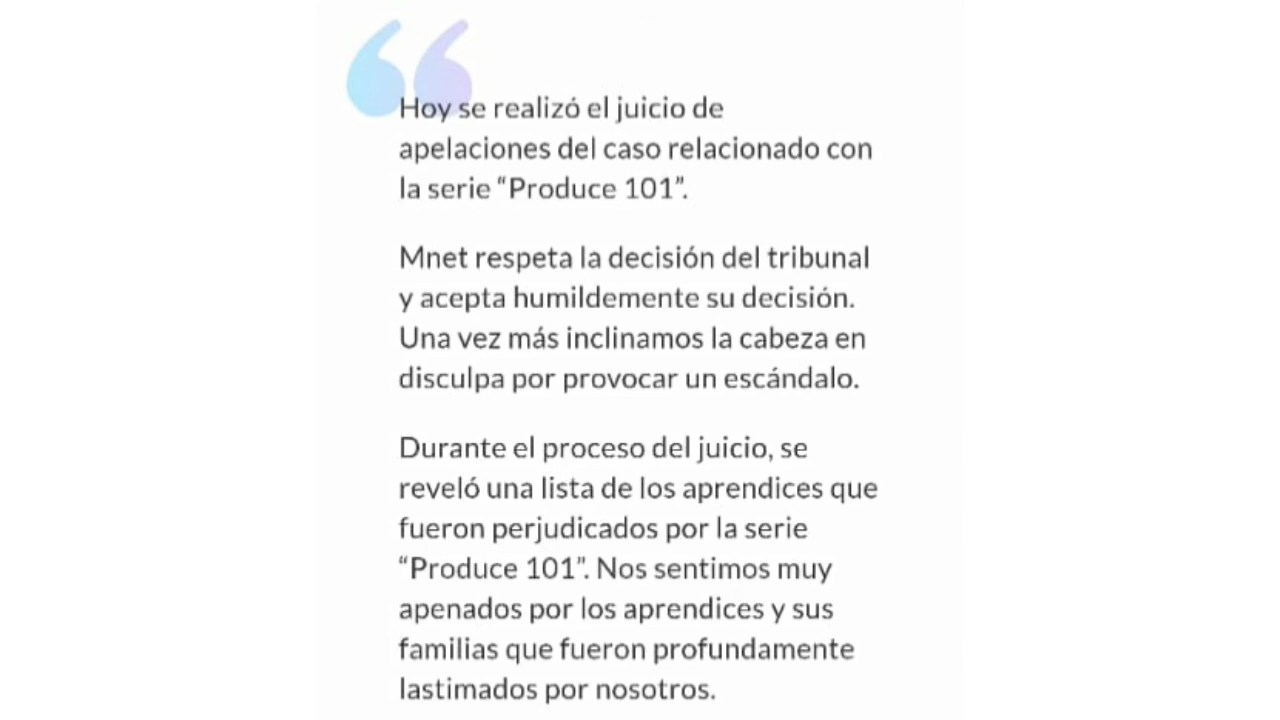 Hoy se realizó el juicio de
apelaciones del caso relacionado con
la serie “Produce 101”.
Mnet respeta la decisión del tribunal
y acepta humildemente su decisión.
Una vez más inclinamos la cabeza en
disculpa por provocar un escándalo.
Durante el proceso del juicio, se
reveló una lista de los aprendices que
fueron perjudicados por la serie
“Produce 101”. Nos sentimos muy
apenados por los aprendices y sus
familias que fueron profundamente
lastimados por nosotros.